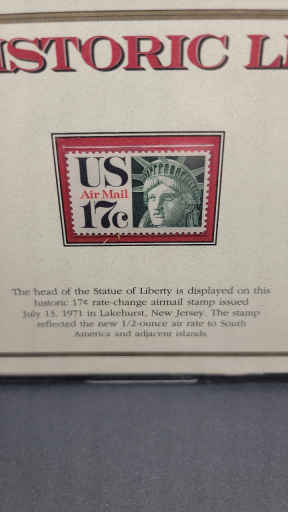 HISTORIC LI
US
Air Mail
17c
The head of the Statue of Liberty is displayed on this
historic 17¢ rate-change airmail stamp issued
July 13, 1971 in Lakehurst, New Jersey. The stamp
reflected the new 1/2-ounce air rate to South
America and adjacent islands.